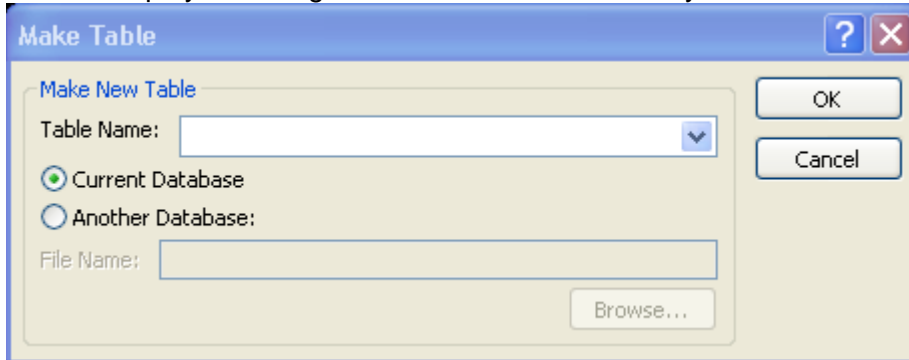 Make Table
Make New Table
OK
Table Name:
Cancel
Current Database
Another Database:
File Name:
Browse...